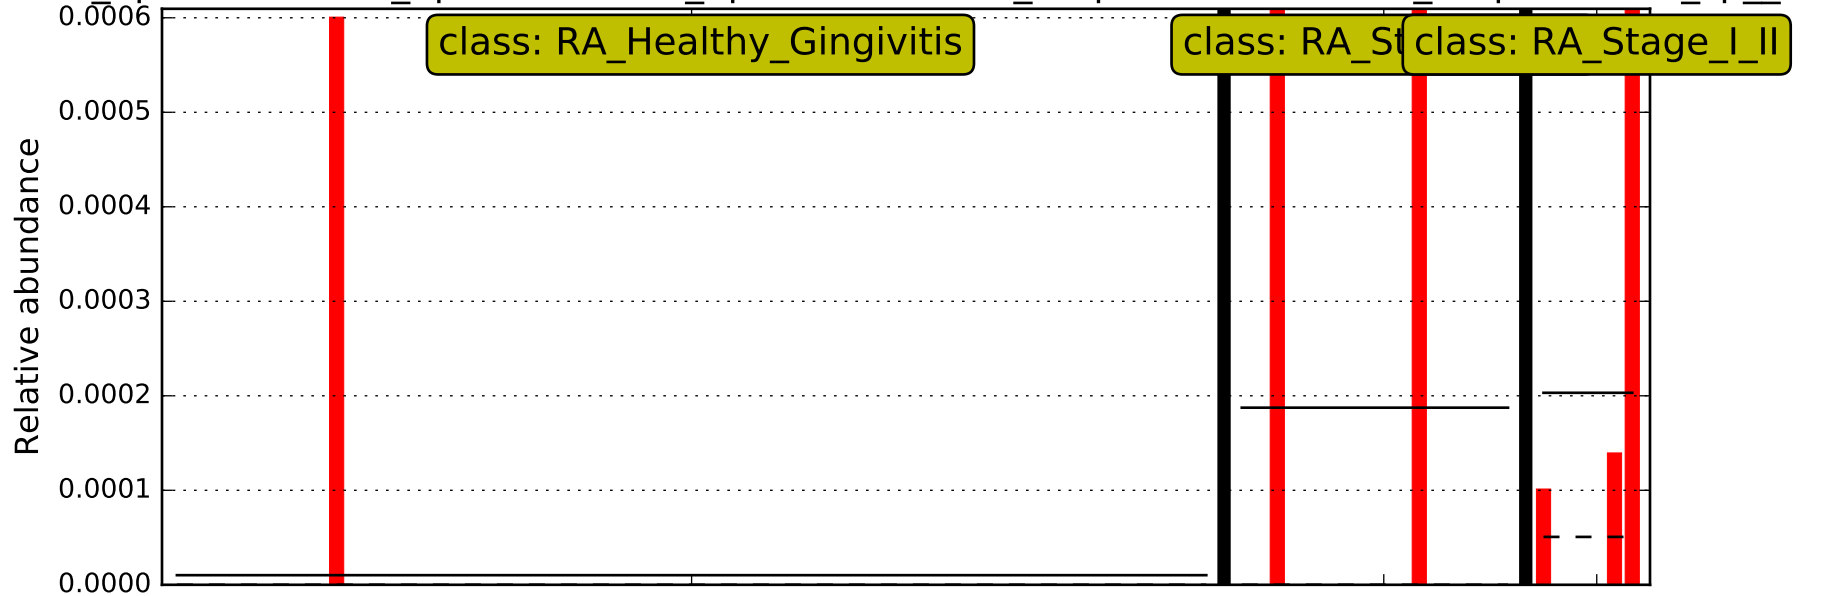 0.0006
class: RA_Healthy_Gingivitis
class: RA_St
class: RA_Stage_I_II
0.0005
0.0004
0.0003
0.0002
0.0001
0.0000
Relative abundance